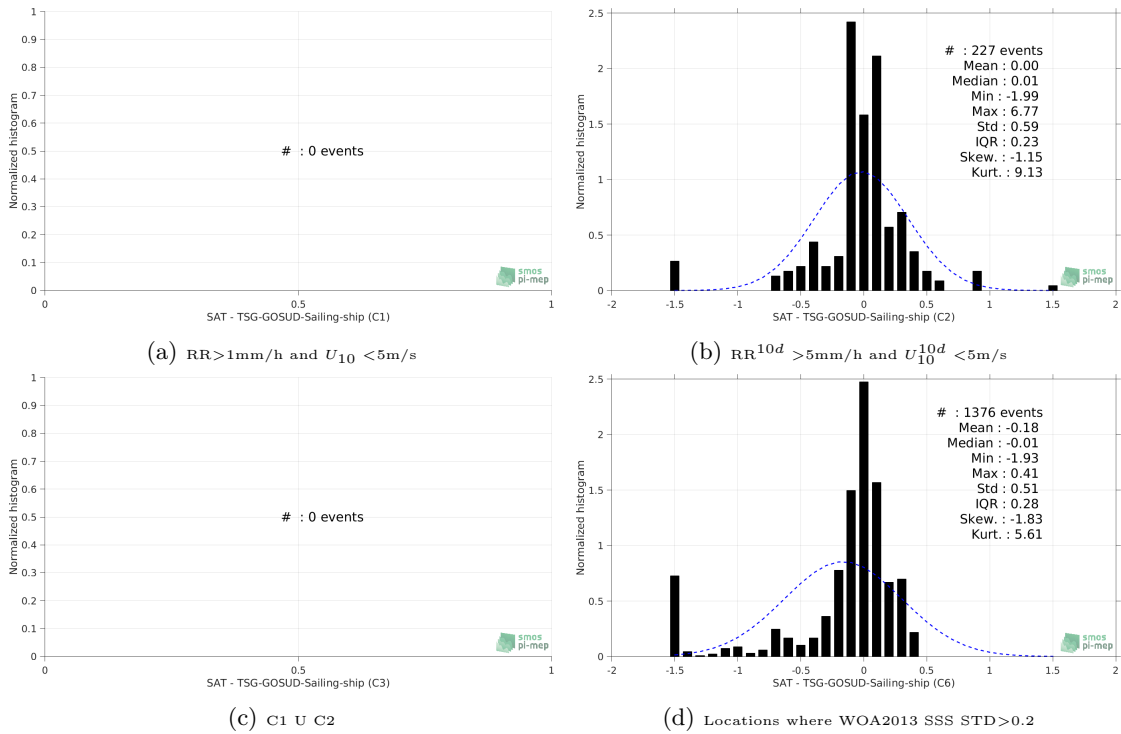 1
0.9
0.8
0.7
0.6
0.5
0.4
0.3
0.2
0.1
0
0
0.5
1
Normalized histogram
# : 0 events
smos
pi-mep
SAT - TSG-GOSUD-Sailing-ship (C1)
(a) RR>1mm/h and U10 <5m/s
2.5
2
1.5
1
0.5
0
-2
-1.5
-1
-0.5
0
0.5
1
1.5
2
Normalized histogram
# : 227 events
Mean : 0.00
Median : 0.01
Min : -1.99
Max : 6.77
Std : 0.59
IQR : 0.23
Skew. : -1.15
Kurt. : 9.13
smos
pi-mep
SAT - TSG-GOSUD-Sailing-ship (C2)
(b) RR10d >5mm/h and U10d10 <5m/s
1
0.9
0.8
0.7
0.6
0.5
0.4
0.3
0.2
0.1
0
0
0.5
1
Normalized histogram
# : 0 events
smos
pi-mep
SAT - TSG-GOSUD-Sailing-ship (C3)
(c) C1 U C2
2.5
2
1.5
1
0.5
0
-2
-1.5
-1
-0.5
0
0.5
1
1.5
2
Normalized histogram
# : 1376 events
Mean : -0.18
Median : -0.01
Min : -1.93
Max : 0.41
Std : 0.51
IQR : 0.28
Skew. : -1.83
Kurt. : 5.61
smos
pi-mep
SAT - TSG-GOSUD-Sailing-ship (C6)
(d) Locations where WOA2013 SSS STD>0.2